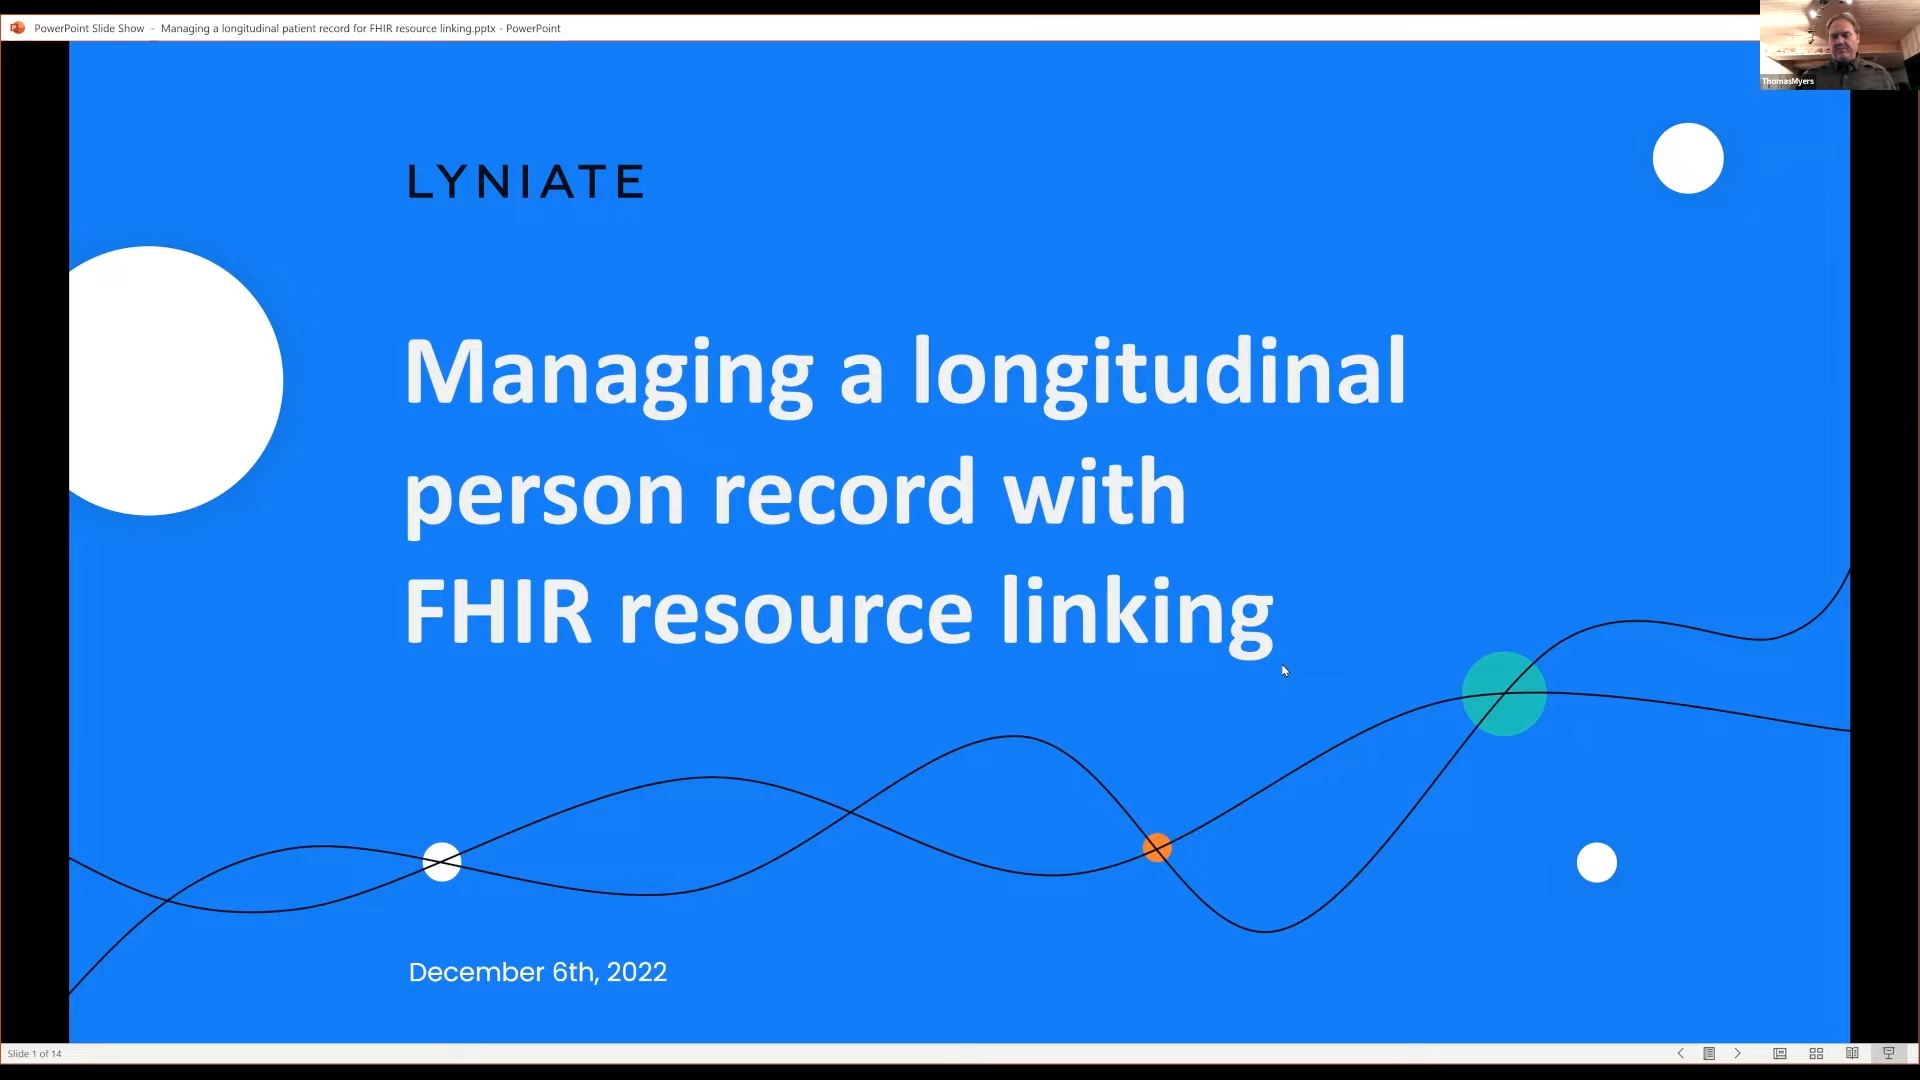 PowerPoint Slide Show - Managing a longitudinal patient record for FHIR resource linking.pptx - PowerPoint
ThomasMyers
LYNIATE
Managing a longitudinal
person record with
FHIR resource linking
December 6th, 2022
Slide 1 of 14